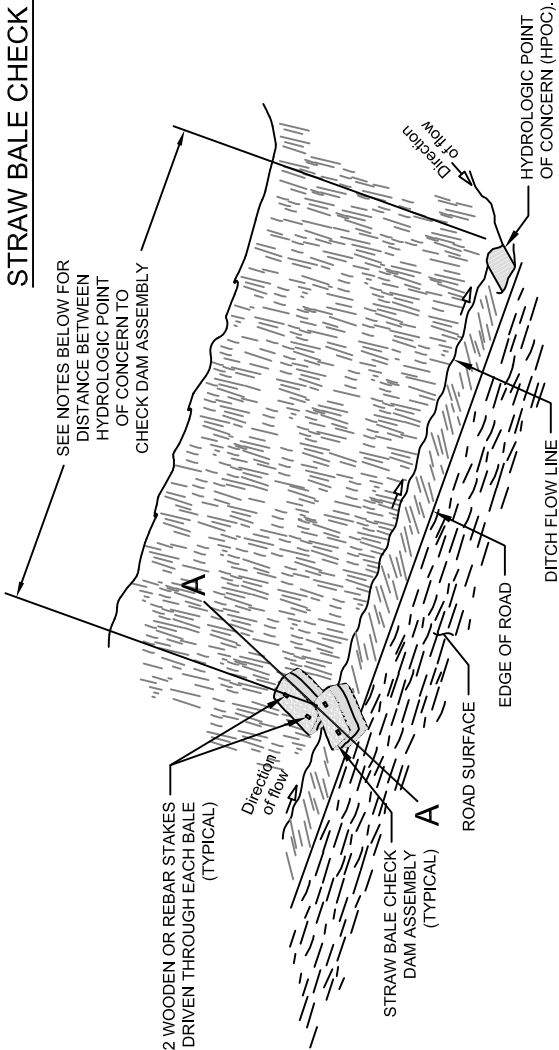 STRAW BALE CHECK
SEE NOTES BELOW FOR
DISTANCE BETWEEN
HYDROLOGIC POINT
OF CONCERN TO
CHECK DAM ASSEMBLY
A
2 WOODEN OR REBAR STAKES
DRIVEN THROUGH EACH BALE
(TYPICAL)
Direction
of flow
Direction
of flow
HYDROLOGIC POINT
OF CONCERN (HPOC).
STRAW BALE CHECK
DAM ASSEMBLY
(TYPICAL)
A
ROAD SURFACE
EDGE OF ROAD
DITCH FLOW LINE